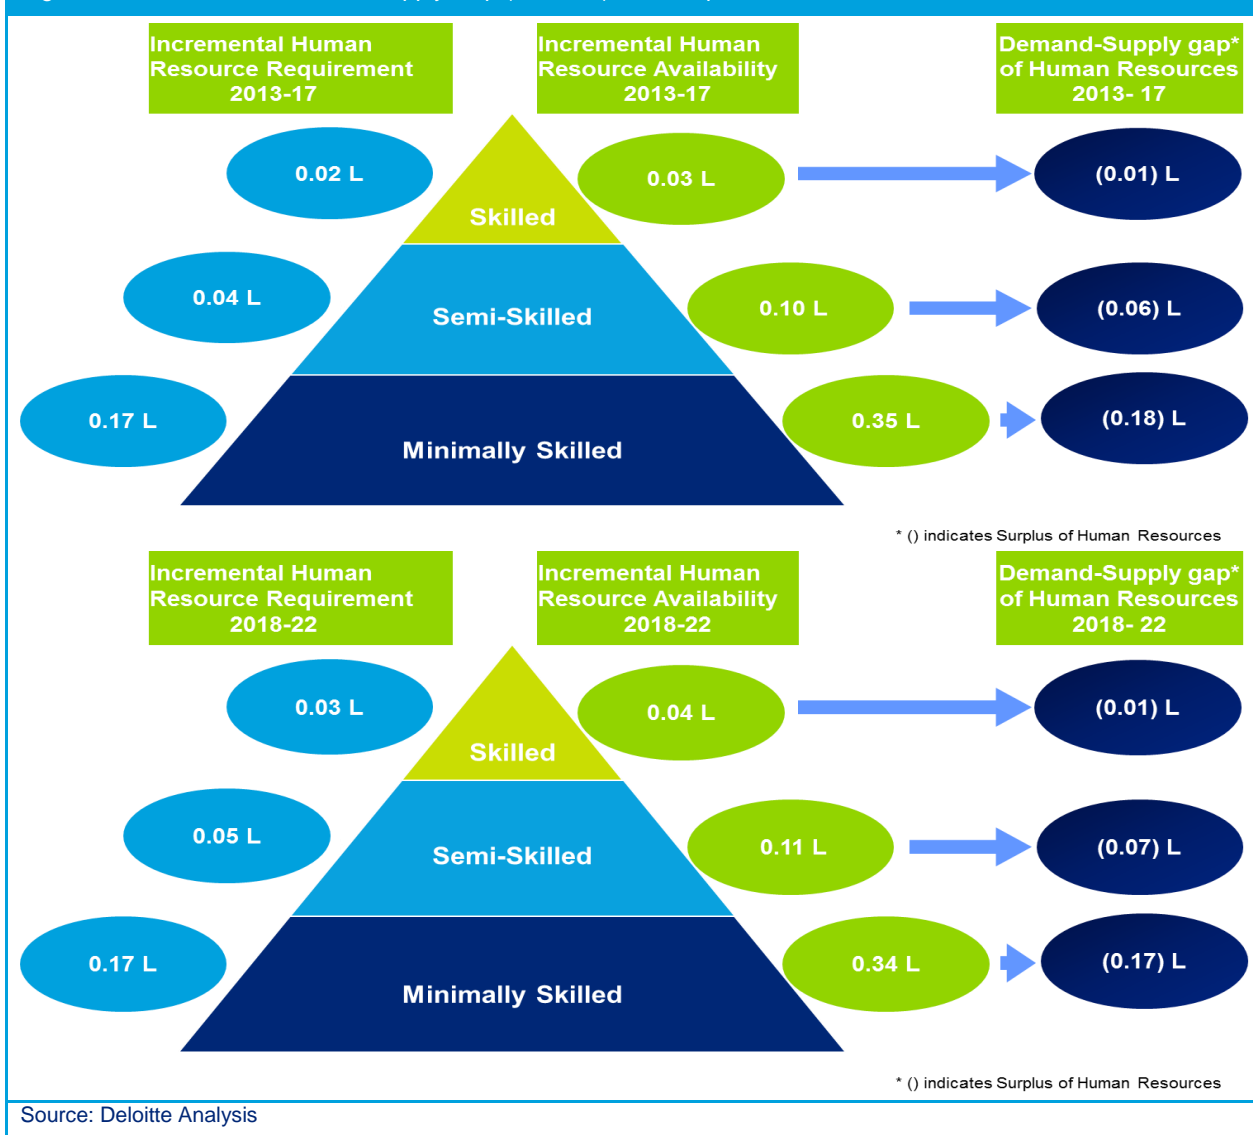 Incremental Human
Resource Requirement
2013-17
Incremental Human
Resource Availability
2013-17
Demand-Supply gap*
of Human Resources
2013- 17
0.02 L
Skilled
0.03 L
(0.01) L
0.04 L
Semi-Skilled
0.10 L
(0.06) L
0.17 L
Minimally Skilled
0.35 L
(0.18) L
* () indicates Surplus of Human Resources
Incremental Human
Resource Requirement
2018-22
Incremental Human
Resource Availability
2018-22
Demand-Supply gap*
of Human Resources
2018- 22
0.03 L
Skilled
0.04 L
(0.01) L
0.05 L
Semi-Skilled
0.11 L
(0.07) L
0.17 L
Minimally Skilled
0.34 L
(0.17) L
* () indicates Surplus of Human Resources
Source: Deloitte Analysis